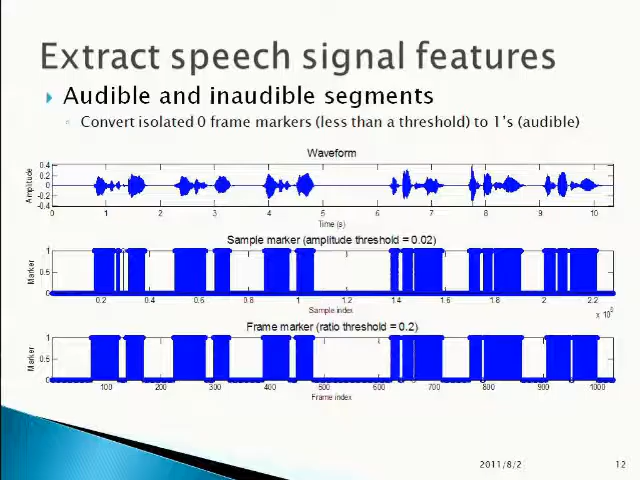 Extract speech signal features
Audible and inaudible segments
Convert isolated 0 frame markers (less than a threshold) to 1's (audible)
Waveform
Amplitude
0.4
0.2
0
-0.2
-0.4
0 1 2 3 4 5 6 7 8 9 10
Time (s)
Sample marker (amplitude threshold = 0.02)
Marker
1
0.5
0
0.2 0.4 0.6 0.8 1 1.2 1.4 1.6 1.8 2 2.2
Sample index
x 10
Frame marker (ratio threshold = 0.2)
Marker
1
0.5
0
100 200 300 400 500 600 700 800 900 1000
Frame index
2011/8/2
12